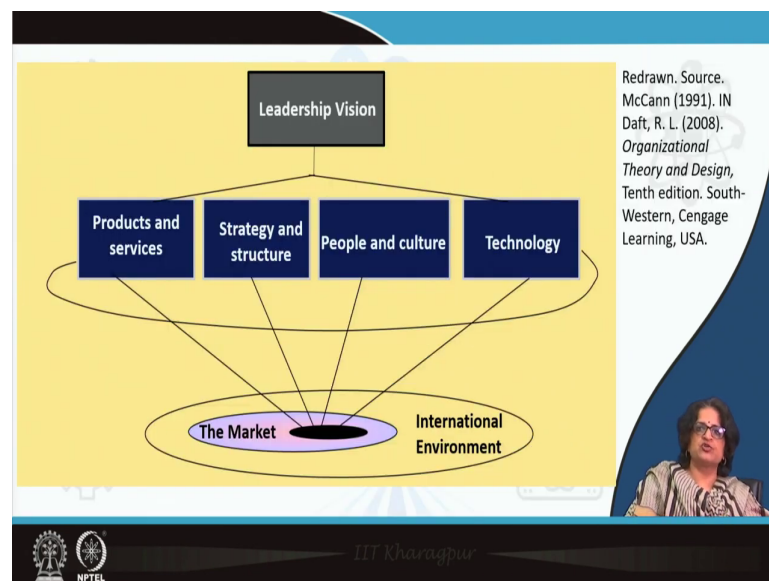 Leadership Vision
Products and
services
Strategy and
structure
People and culture
Technology
The Market
International
Environment
Redrawn. Source.
McCann (1991). IN
Daft, R. L. (2008).
Organizational
Theory and Design,
Tenth edition. South-
Western, Cengage
Learning, USA.
IIT Kharagpur
NPTEL